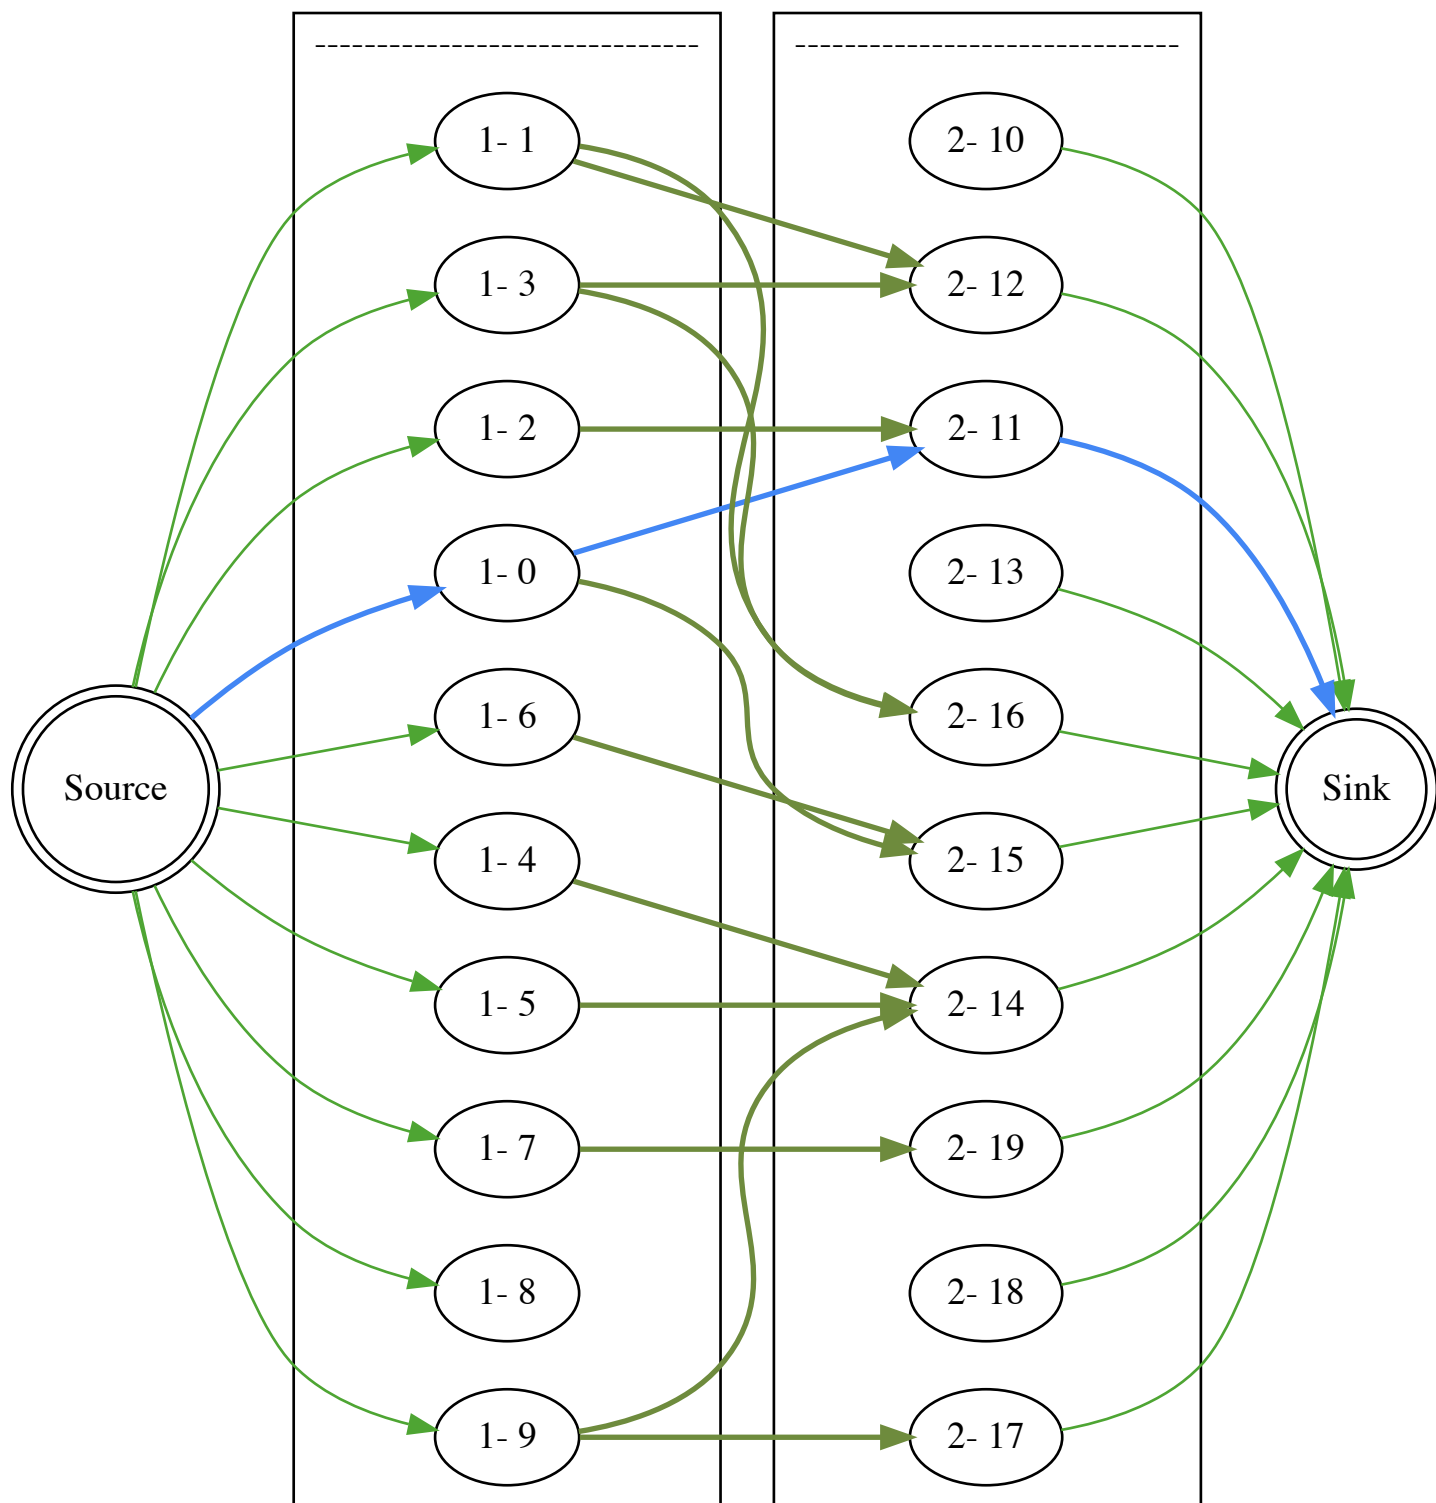 ------------------------------- -------------------------------
1- 1 2- 10
1- 3 2- 12
1- 2 2- 11
1- 0 2- 13
1- 6 2- 16
Source Sink
1- 4 2- 15
1- 5 2- 14
1- 7 2- 19
1- 8 2- 18
1- 9 2- 17